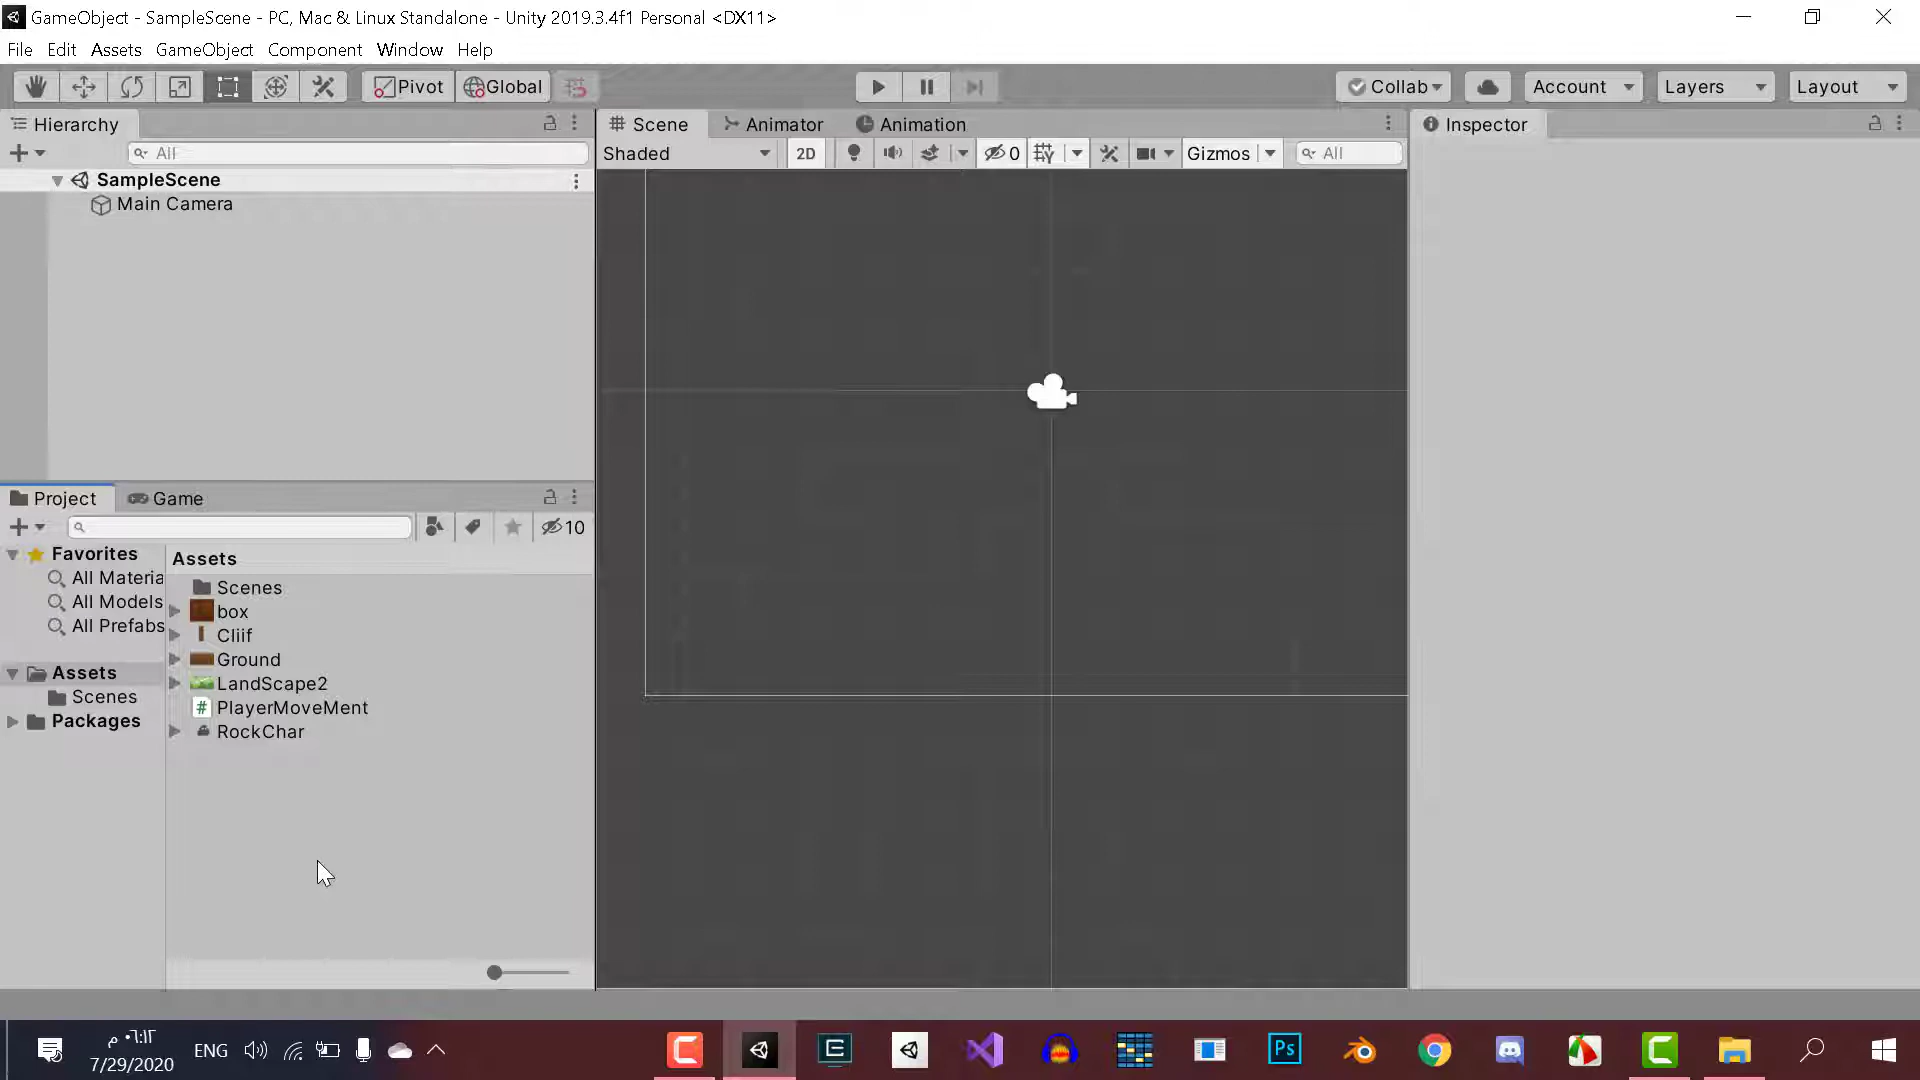 GameObject - SampleScene - PC, Mac & Linux Standalone - Unity 2019.3.4f1 Personal <DX11>
File Edit Assets GameObject Component Window Help
Pivot Global Collab Account Layers Layout
Hierarchy
All
SampleScene
Main Camera
Scene Animator Animation
Shaded 2D 0 Gizmos All
Inspector
Project Game
10
Favorites
All Materia
All Models
All Prefabs
Assets
Scenes
Packages
Assets
Scenes
box
Cliif
Ground
LandScape2
PlayerMoveMent
RockChar
٠٦:١٢ م
7/29/2020
ENG
Ps